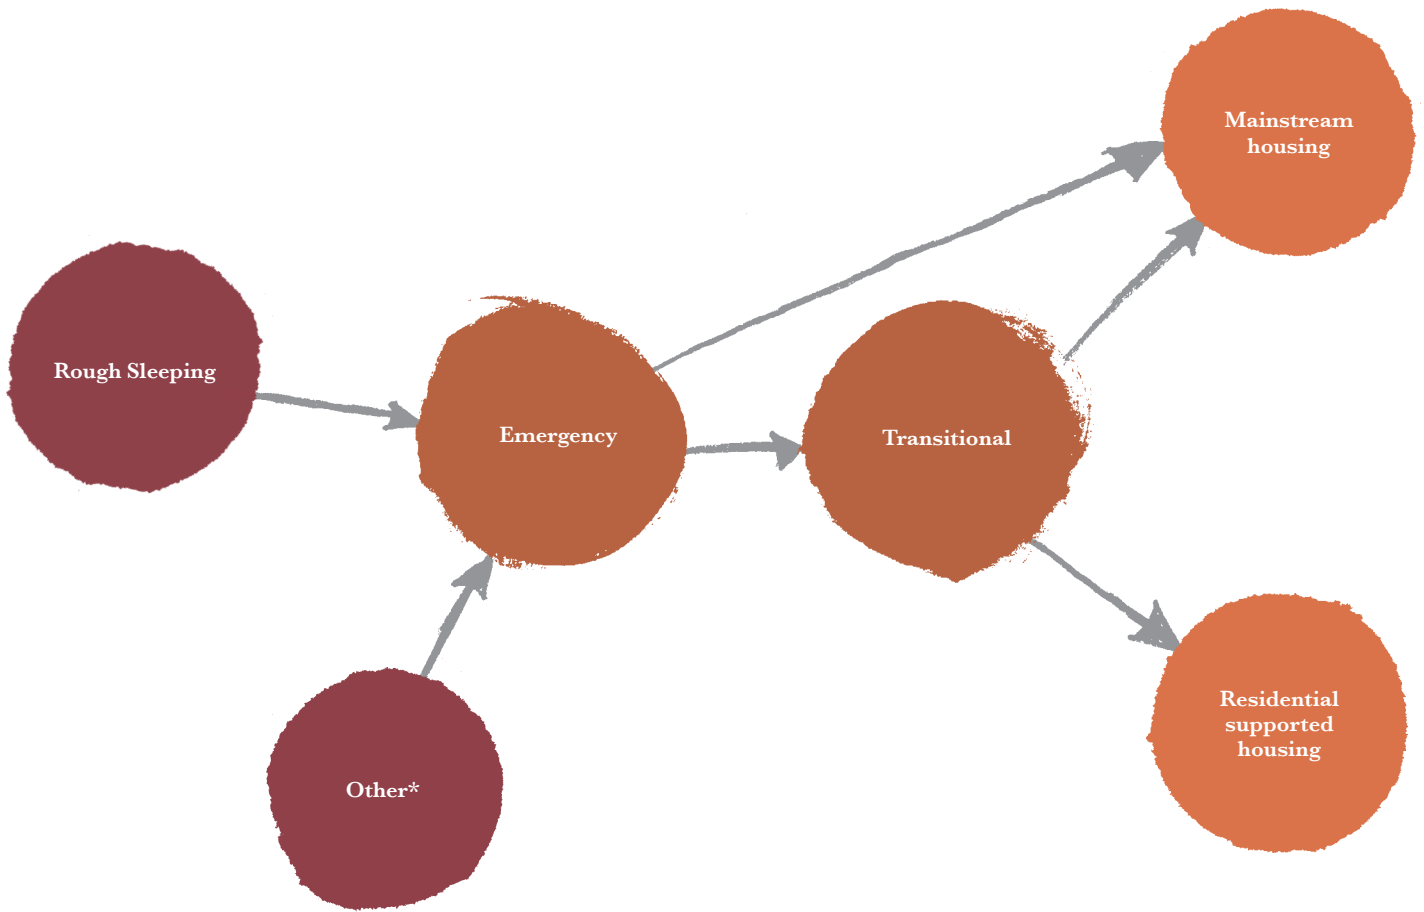 Mainstream
housing
Rough Sleeping
Emergency
Transitional
Residential
supported
housing
Other*